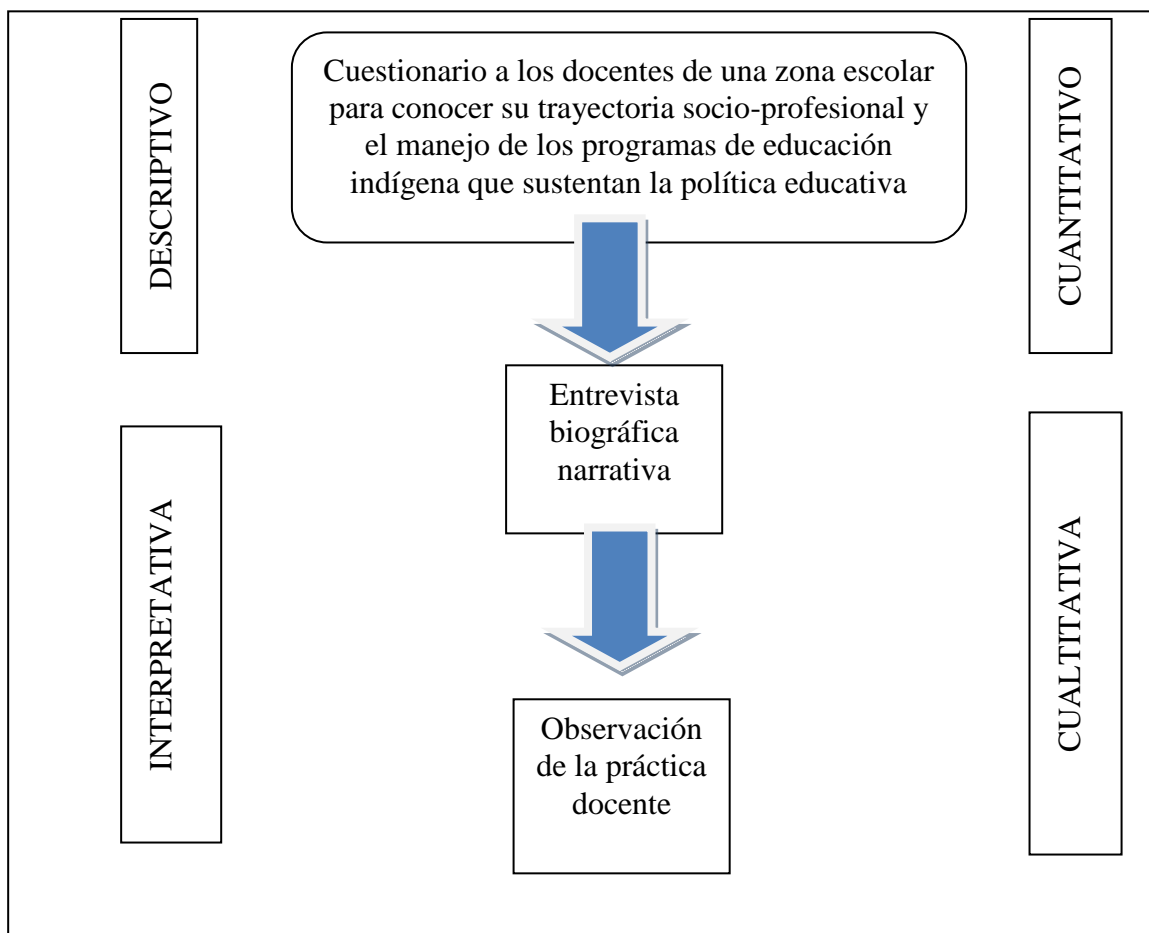 DESCRIPTIVO
Cuestionario a los docentes de una zona escolar
para conocer su trayectoria socio-profesional y
el manejo de los programas de educación
indígena que sustentan la política educativa
CUANTITATIVO
INTERPRETATIVA
Entrevista
biográfica
narrativa
Observación
de la práctica
docente
CUALTITATIVA